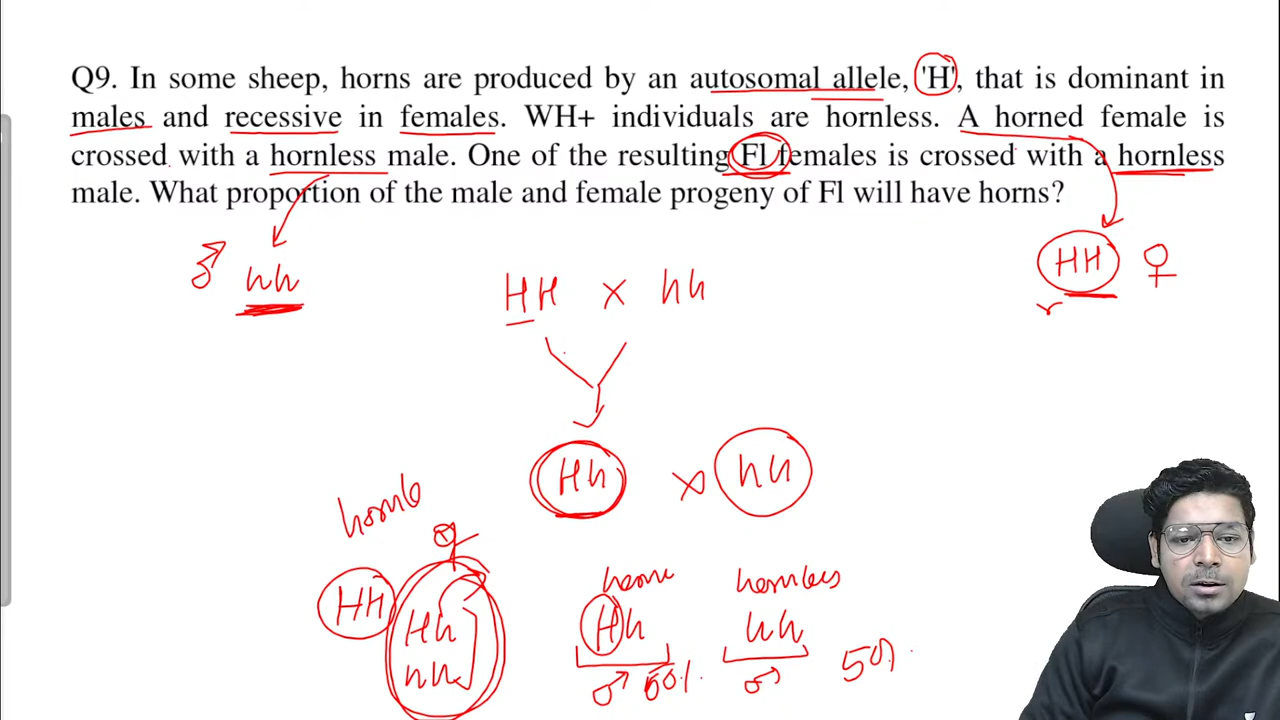 Q9. In some sheep, horns are produced by an autosomal allele, 'H', that is dominant in
males and recessive in females. WH+ individuals are hornless. A horned female is
crossed with a hornless male. One of the resulting Fl females is crossed with a hornless
male. What proportion of the male and female progeny of Fl will have horns?
♂ hh
HH × hh
HH ♀
Hh × hh
♀
HH
Hh
hh
hornless
Hh hh
♂ 50%. ♂ 50%